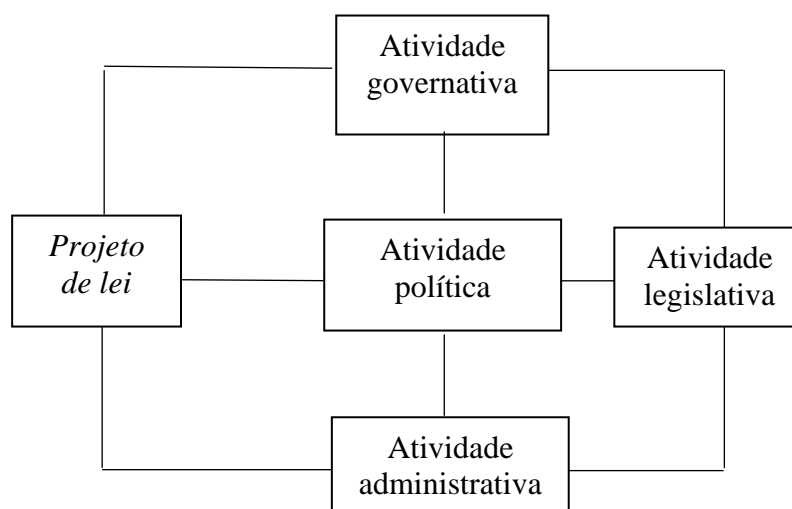 Atividade
governativa
Projeto
de lei
Atividade
política
Atividade
legislativa
Atividade
administrativa